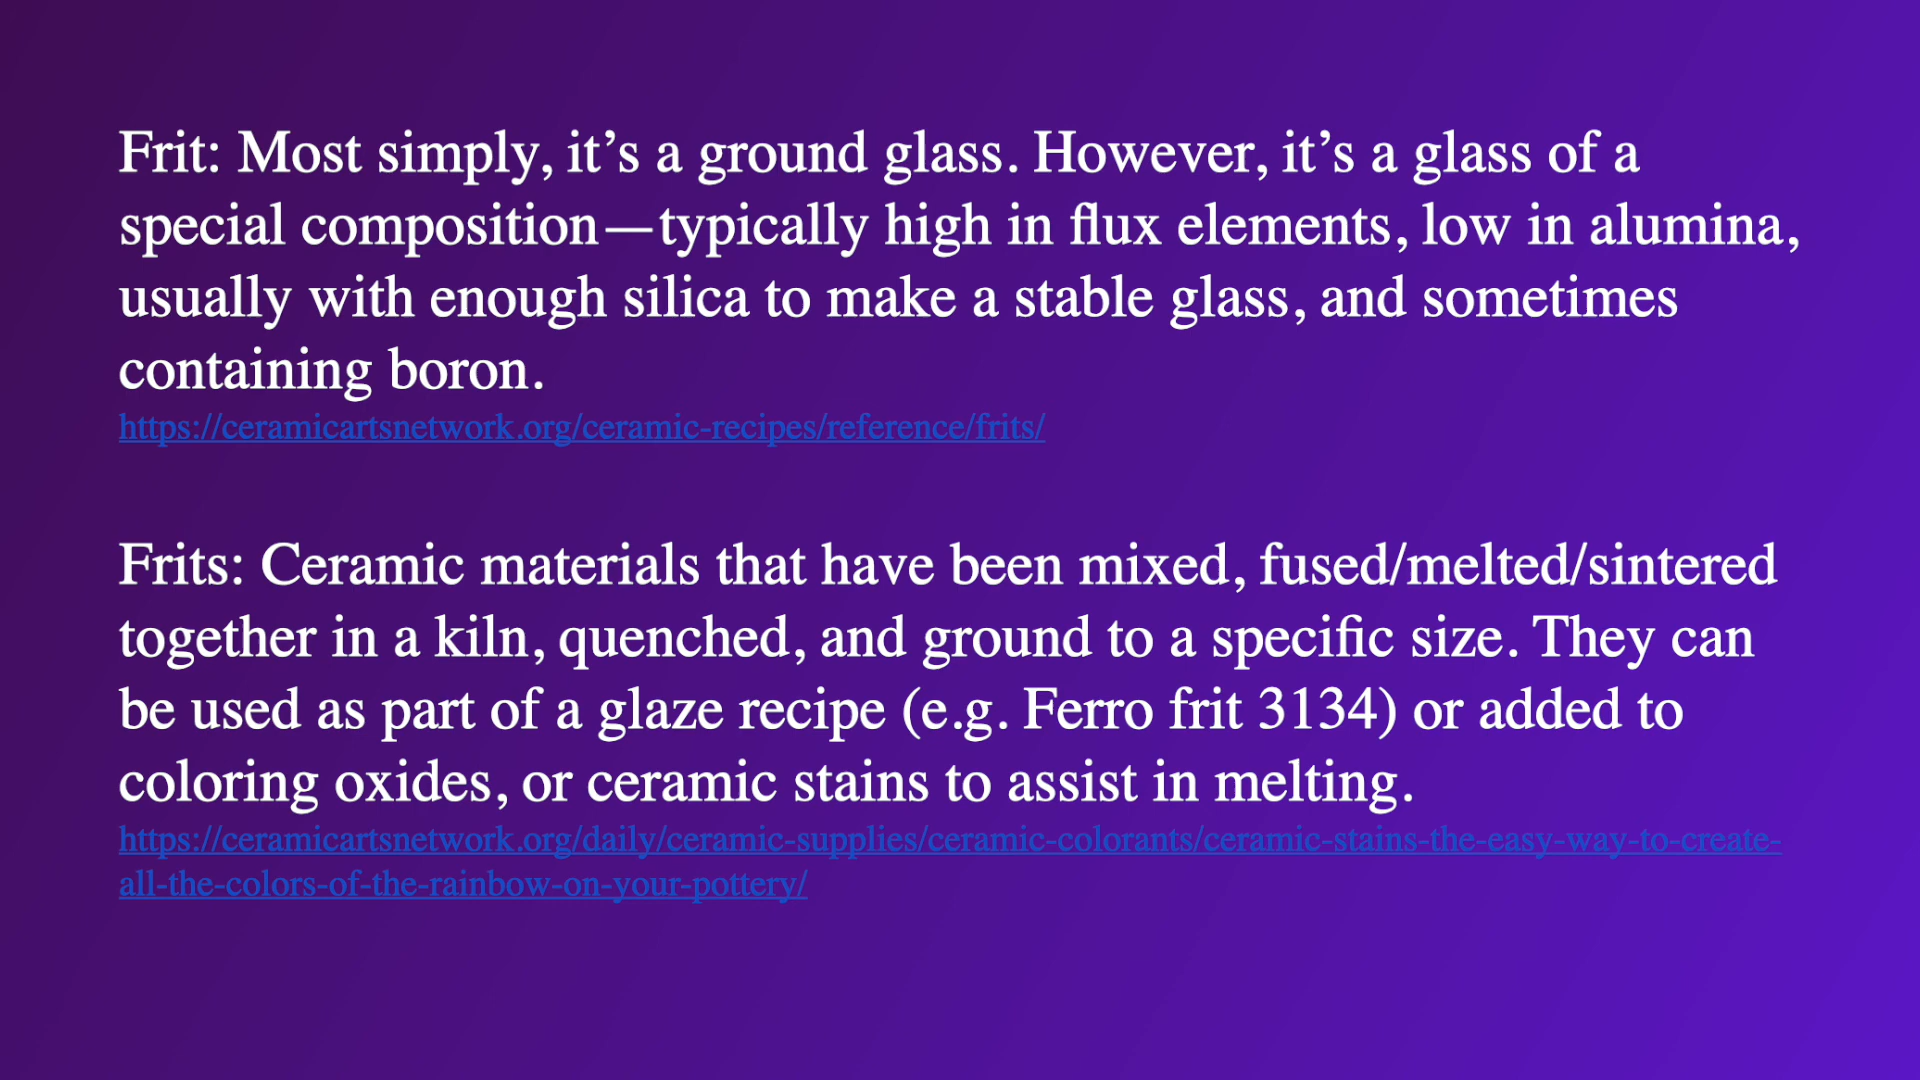 Frit: Most simply, it’s a ground glass. However, it’s a glass of a
special composition—typically high in flux elements, low in alumina,
usually with enough silica to make a stable glass, and sometimes
containing boron.
https://ceramicartsnetwork.org/ceramic-recipes/reference/frits/
Frits: Ceramic materials that have been mixed, fused/melted/sintered
together in a kiln, quenched, and ground to a specific size. They can
be used as part of a glaze recipe (e.g. Ferro frit 3134) or added to
coloring oxides, or ceramic stains to assist in melting.
https://ceramicartsnetwork.org/daily/ceramic-supplies/ceramic-colorants/ceramic-stains-the-easy-way-to-create-
all-the-colors-of-the-rainbow-on-your-pottery/